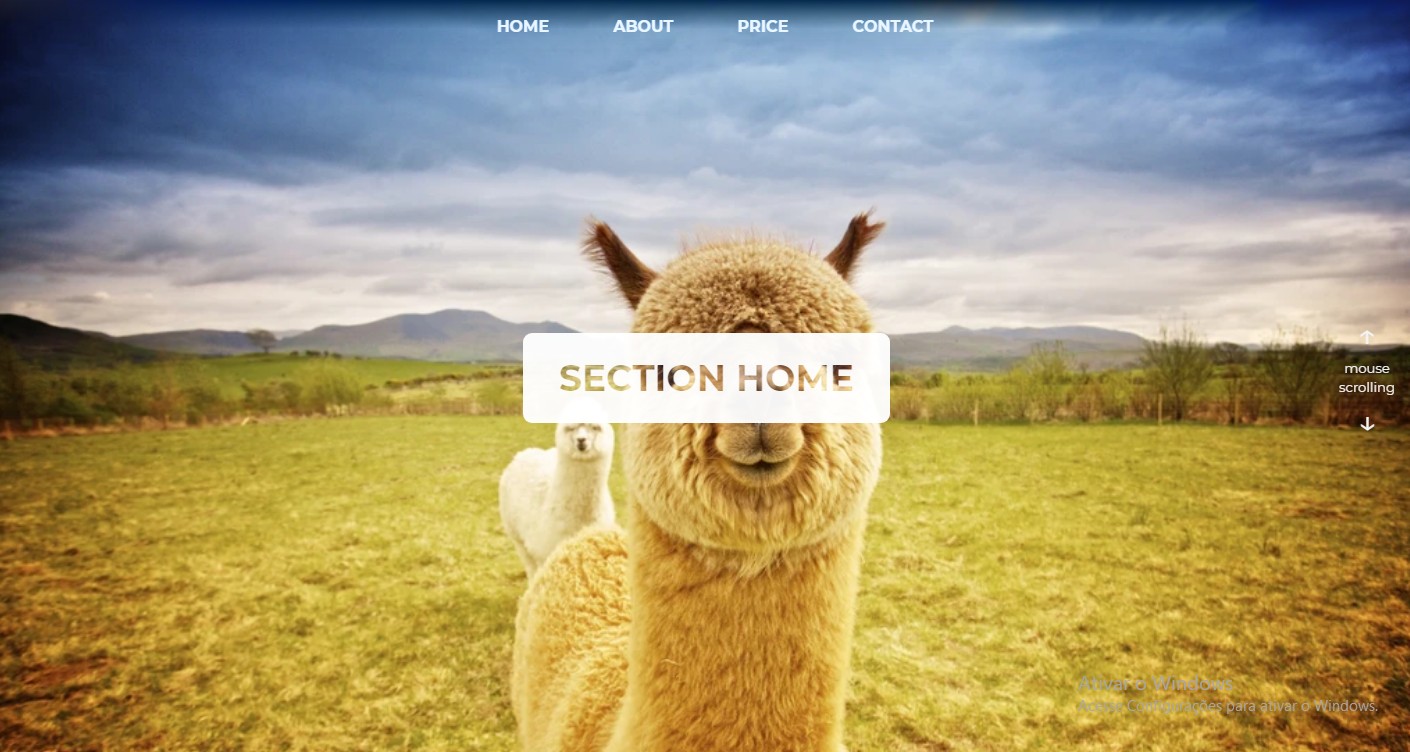 HOME ABOUT PRICE CONTACT
SECTION HOME
mouse
scrolling
Ativar o Windows
Acesse Configurações para ativar o Windows.